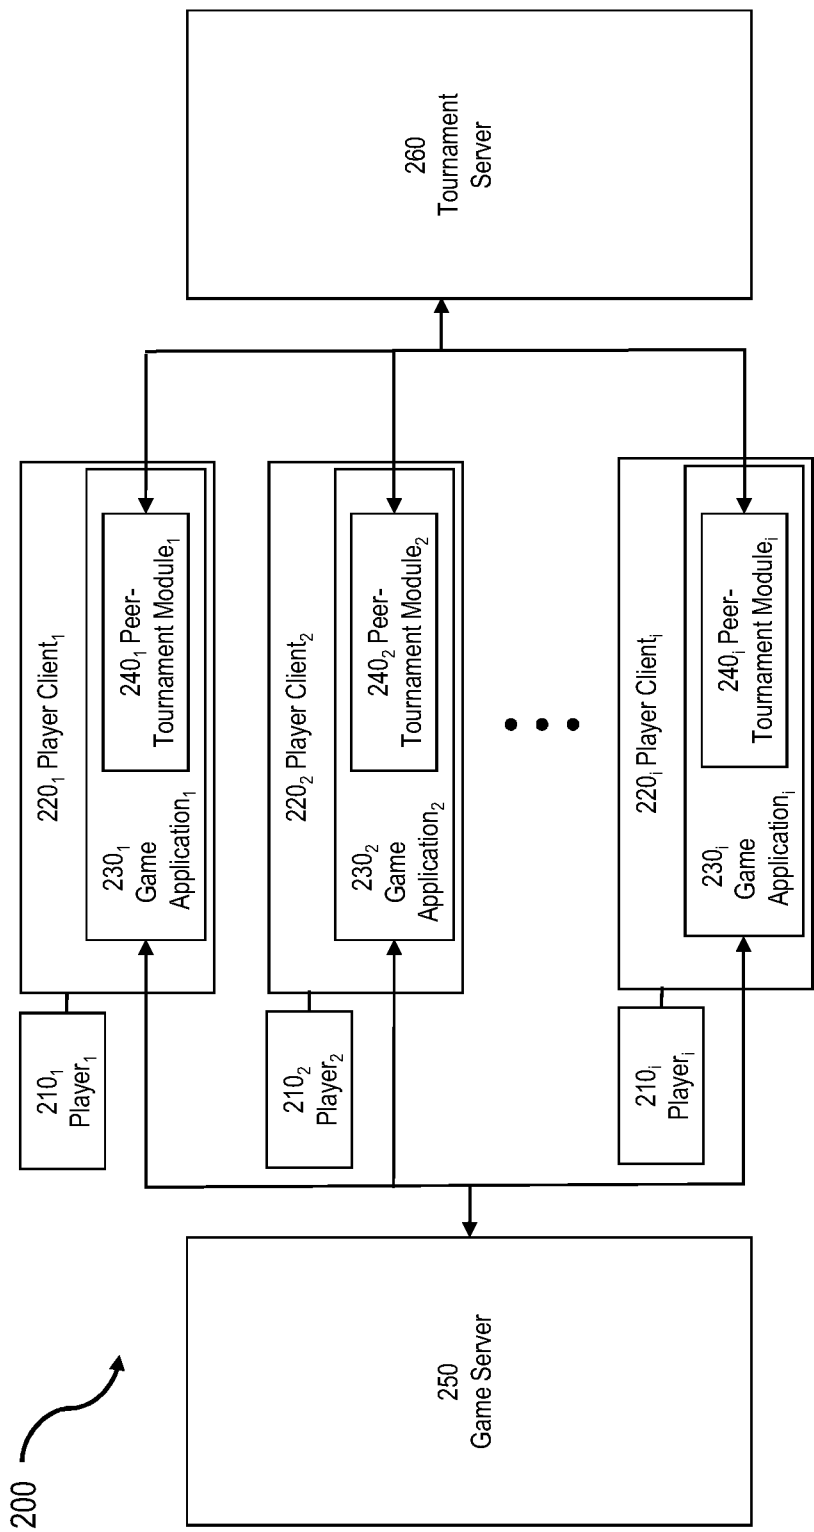 200
250
Game Server
210₁
Player₁
220₁ Player Client₁
230₁
Game
Application₁
240₁ Peer-
Tournament Module₁
210₂
Player₂
220₂ Player Client₂
230₂
Game
Application₂
240₂ Peer-
Tournament Module₂
210ᵢ
Playerᵢ
220ᵢ Player Clientᵢ
230ᵢ
Game
Applicationᵢ
240ᵢ Peer-
Tournament Moduleᵢ
260
Tournament
Server